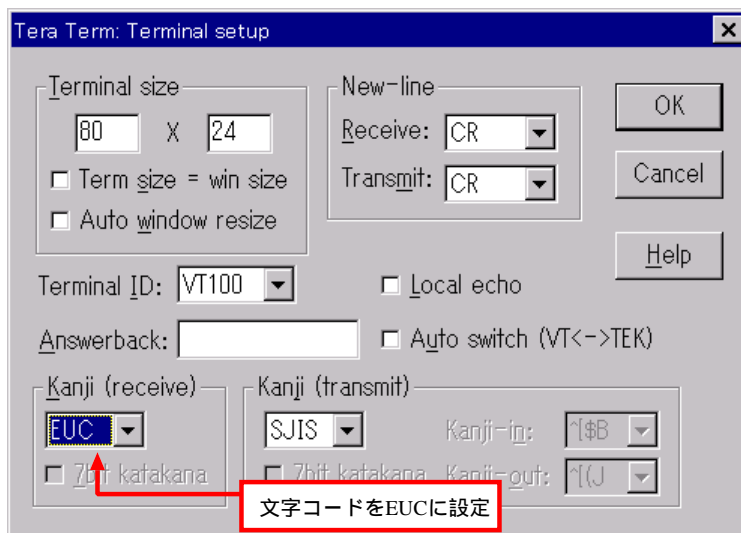 Tera Term: Terminal setup
Terminal size
80 X 24
Term size = win size
Auto window resize
New-line
Receive: CR
Transmit: CR
OK
Cancel
Help
Terminal ID: VT100
Local echo
Answerback:
Auto switch (VT<->TEK)
Kanji (receive)
EUC
7bit katakana
Kanji (transmit)
SJIS
Kanji-in: ^[$B
7bit katakana
Kanji-out: ^[(J
文字コードをEUCに設定